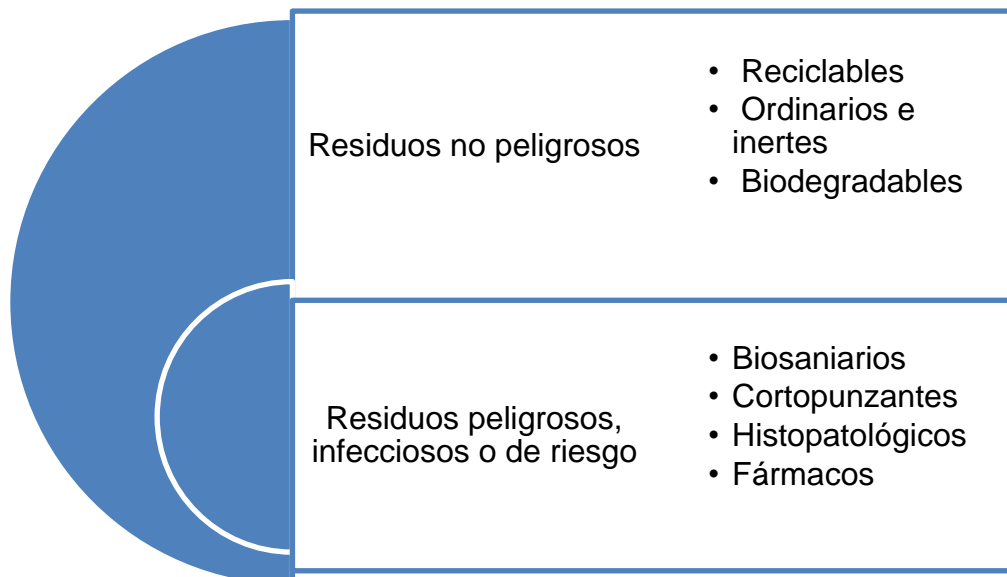 Residuos no peligrosos
• Reciclables
• Ordinarios e
inertes
• Biodegradables
Residuos peligrosos,
infecciosos o de riesgo
• Biosaniarios
• Cortopunzantes
• Histopatológicos
• Fármacos